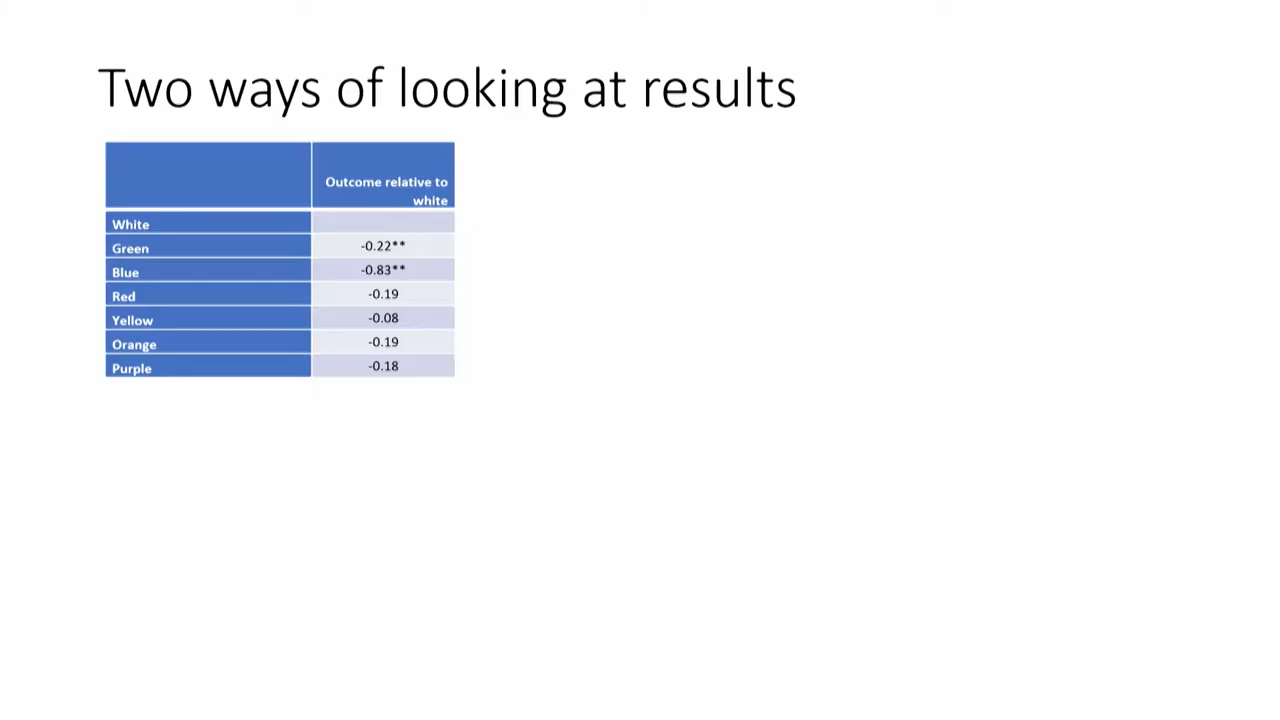 Two ways of looking at results
Outcome relative to
white
White
Green -0.22**
Blue -0.83**
Red -0.19
Yellow -0.08
Orange -0.19
Purple -0.18